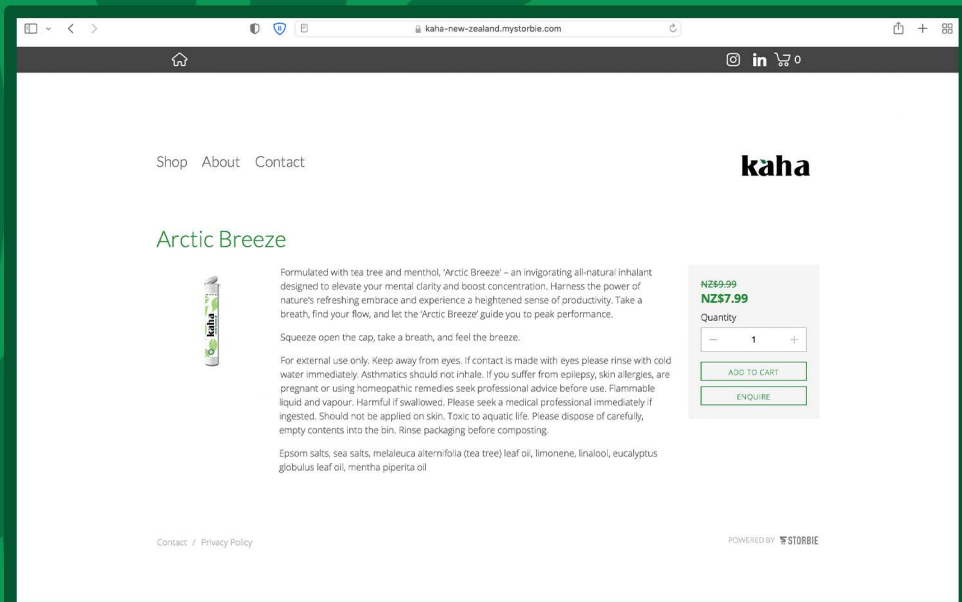 kaha-new-zealand.mystorbie.com
in 0
Shop About Contact
kaha
Arctic Breeze
Formulated with tea tree and menthol, 'Arctic Breeze' – an invigorating all-natural inhalant
designed to elevate your mental clarity and boost concentration. Harness the power of
nature's refreshing embrace and experience a heightened sense of productivity. Take a
breath, find your flow, and let the 'Arctic Breeze' guide you to peak performance.
Squeeze open the cap, take a breath, and feel the breeze.
For external use only. Keep away from eyes. If contact is made with eyes please rinse with cold
water immediately. Asthmatics should not inhale. If you suffer from epilepsy, skin allergies, are
pregnant or using homeopathic remedies seek professional advice before use. Flammable
liquid and vapour. Harmful if swallowed. Please seek a medical professional immediately if
ingested. Should not be applied on skin. Toxic to aquatic life. Please dispose of carefully,
empty contents into the bin. Rinse packaging before composting.
Epsom salts, sea salts, melaleuca alternifolia (tea tree) leaf oil, limonene, linalool, eucalyptus
globulus leaf oil, mentha piperita oil
kaha
NZ$9.99
NZ$7.99
Quantity
1
ADD TO CART
ENQUIRE
Contact / Privacy Policy
POWERED BY STORBIE